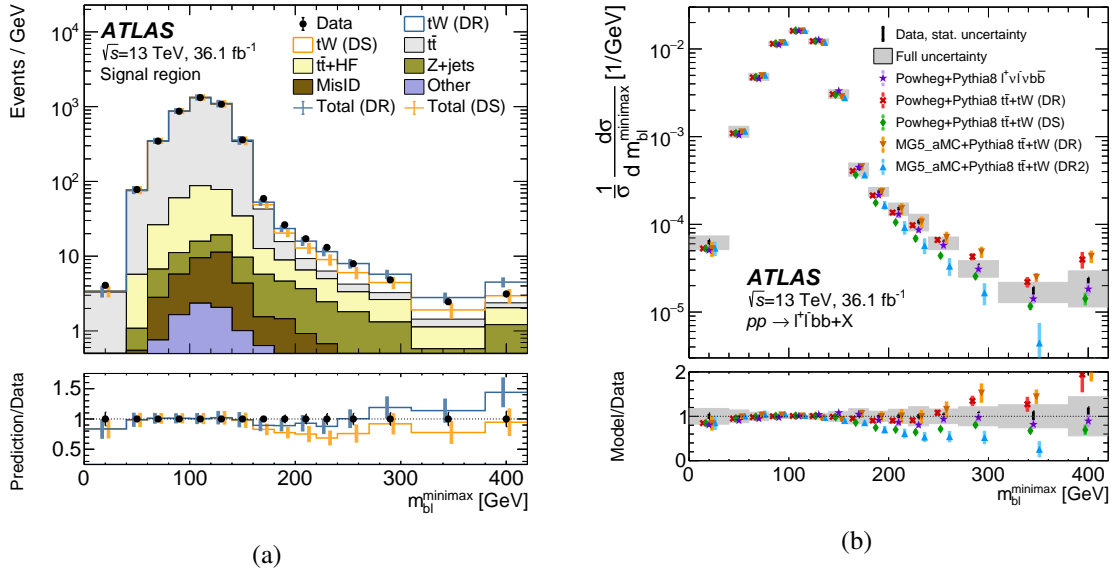 ATLAS
√s=13 TeV, 36.1 fb⁻¹
Signal region
Data
tW (DR)
tW (DS)
tt̄
tt̄+HF
Z+jets
MisID
Other
Total (DR)
Total (DS)
Events / GeV
10⁴
10³
10²
10
1
Prediction/Data
1.5
1
0.5
0 100 200 300 400
m_bl^minimax [GeV]
(a)
1/σ dσ/d m_bl^minimax [1/GeV]
10⁻²
10⁻³
10⁻⁴
10⁻⁵
Data, stat. uncertainty
Full uncertainty
Powheg+Pythia8 l⁺νl⁻νbb̄
Powheg+Pythia8 tt̄+tW (DR)
Powheg+Pythia8 tt̄+tW (DS)
MG5_aMC+Pythia8 tt̄+tW (DR)
MG5_aMC+Pythia8 tt̄+tW (DR2)
ATLAS
√s=13 TeV, 36.1 fb⁻¹
pp → l⁺l⁻bb+X
Model/Data
2
1
0
0 100 200 300 400
m_bl^minimax [GeV]
(b)